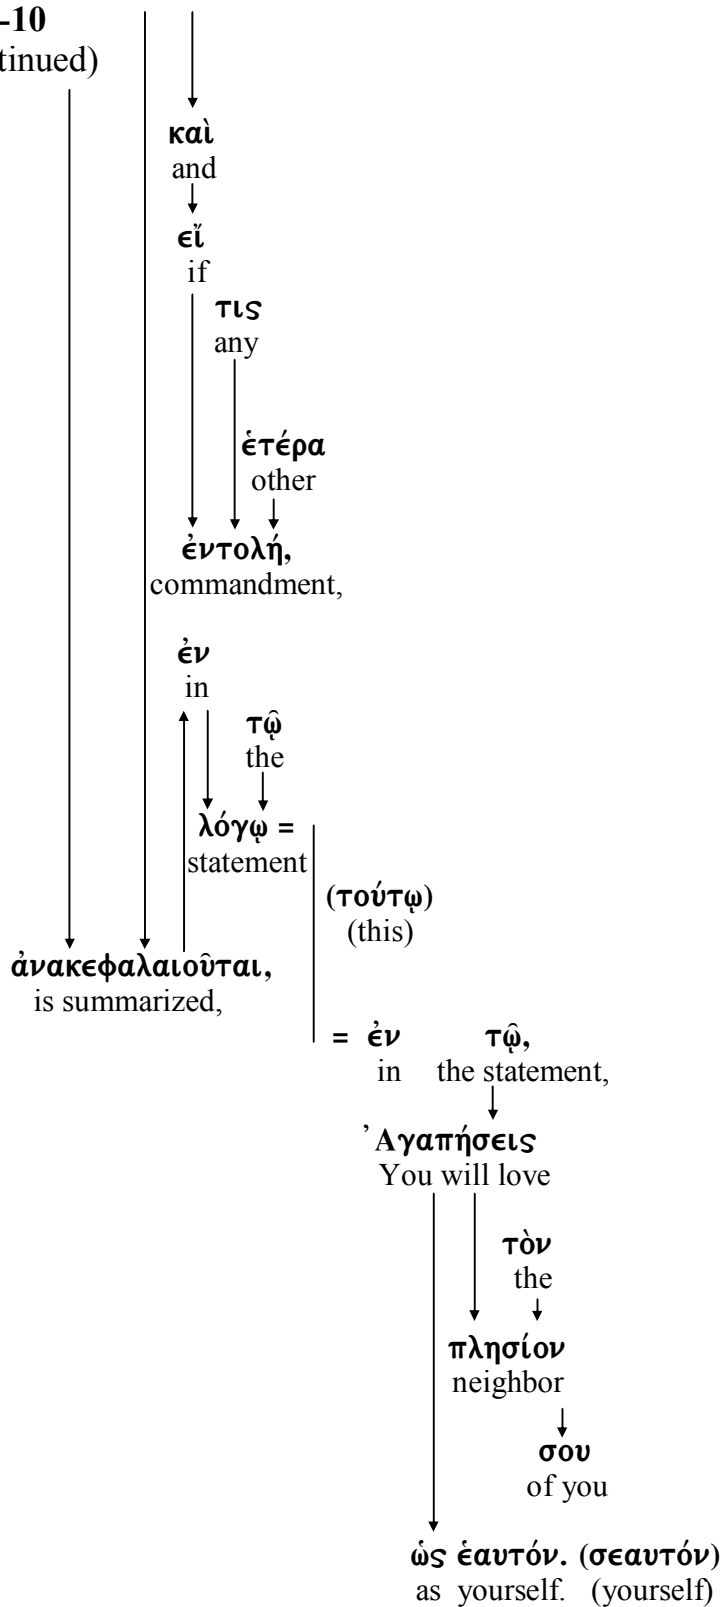 -10
tinued)
καὶ
and
εἴ
if
τις
any
ἑτέρα
other
ἐντολή,
commandment,
ἐν
in
τῷ
the
λόγῳ =
statement
(τούτῳ)
(this)
ἀνακεφαλαιοῦται,
is summarized,
= ἐν τῷ,
in the statement,
Ἀγαπήσεις
You will love
τὸν
the
πλησίον
neighbor
σου
of you
ὡς ἑαυτόν. (σεαυτόν)
as yourself. (yourself)